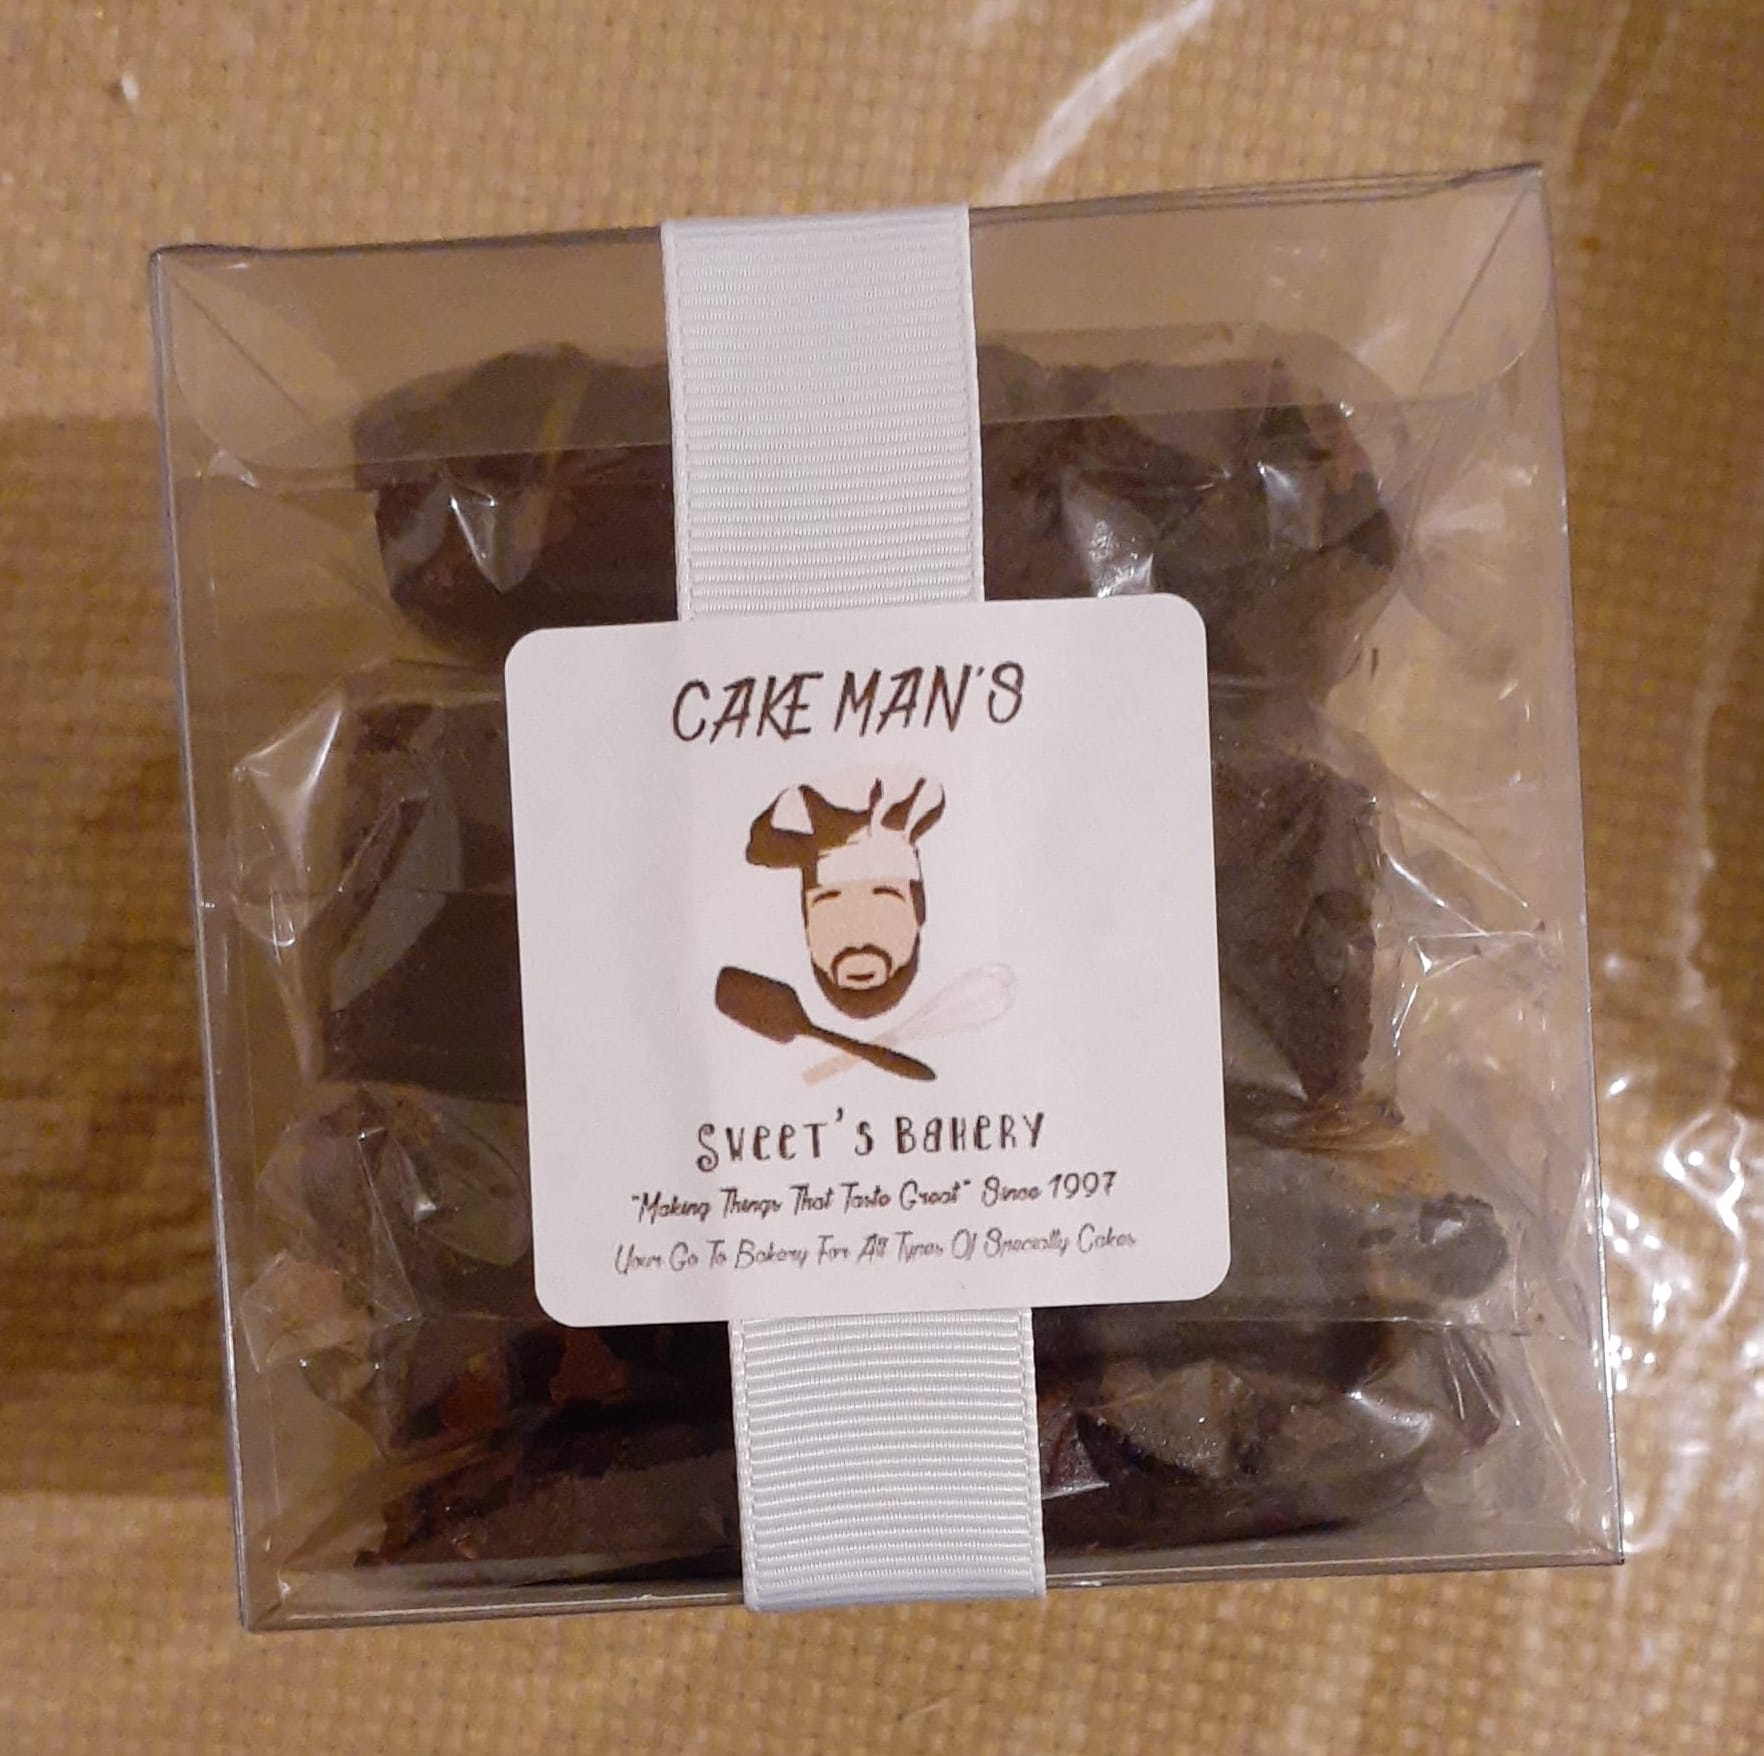 CAKE MAN'S
SWEET'S BAKERY
"Making Things That Taste Great" Since 1997
Your Go To Bakery For All Types Of Specialty Cakes